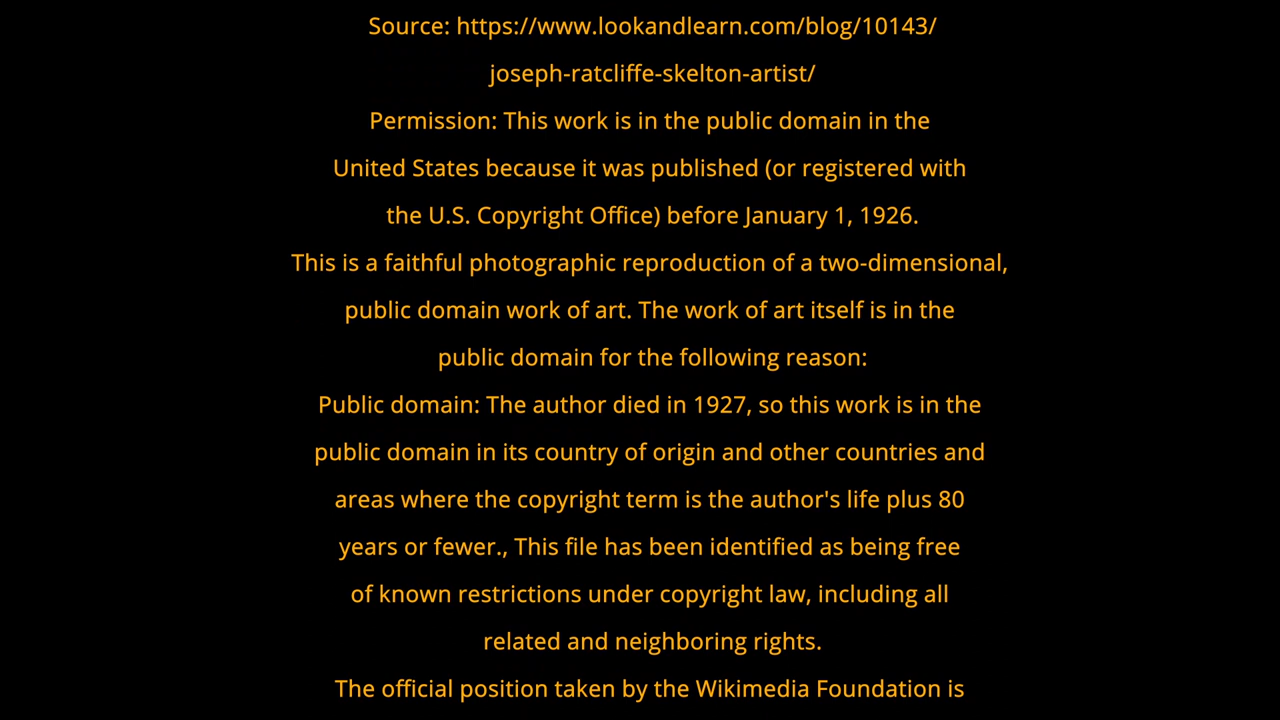 Source: https://www.lookandlearn.com/blog/10143/
joseph-ratcliffe-skelton-artist/
Permission: This work is in the public domain in the
United States because it was published (or registered with
the U.S. Copyright Office) before January 1, 1926.
This is a faithful photographic reproduction of a two-dimensional,
public domain work of art. The work of art itself is in the
public domain for the following reason:
Public domain: The author died in 1927, so this work is in the
public domain in its country of origin and other countries and
areas where the copyright term is the author's life plus 80
years or fewer., This file has been identified as being free
of known restrictions under copyright law, including all
related and neighboring rights.
The official position taken by the Wikimedia Foundation is